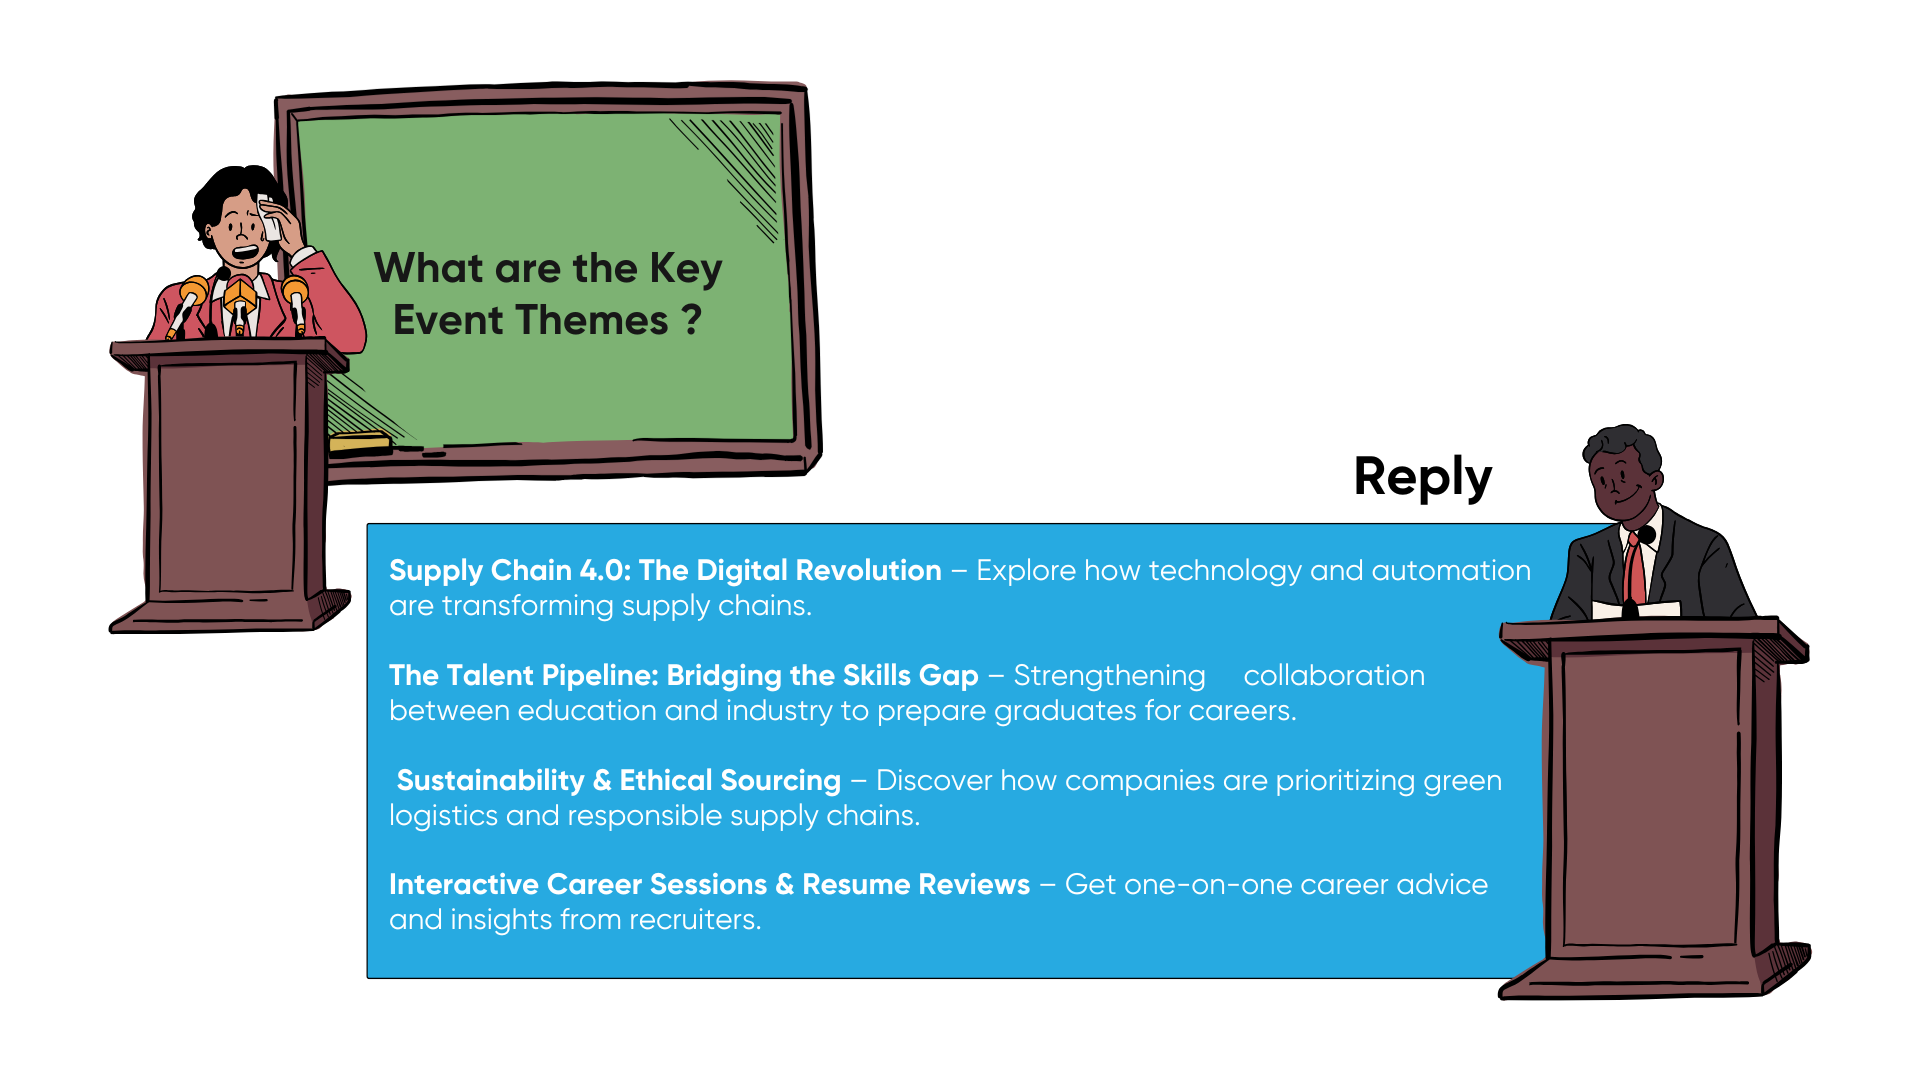 What are the Key
Event Themes ?
Reply
Supply Chain 4.0: The Digital Revolution – Explore how technology and automation
are transforming supply chains.
The Talent Pipeline: Bridging the Skills Gap – Strengthening collaboration
between education and industry to prepare graduates for careers.
Sustainability & Ethical Sourcing – Discover how companies are prioritizing green
logistics and responsible supply chains.
Interactive Career Sessions & Resume Reviews – Get one-on-one career advice
and insights from recruiters.